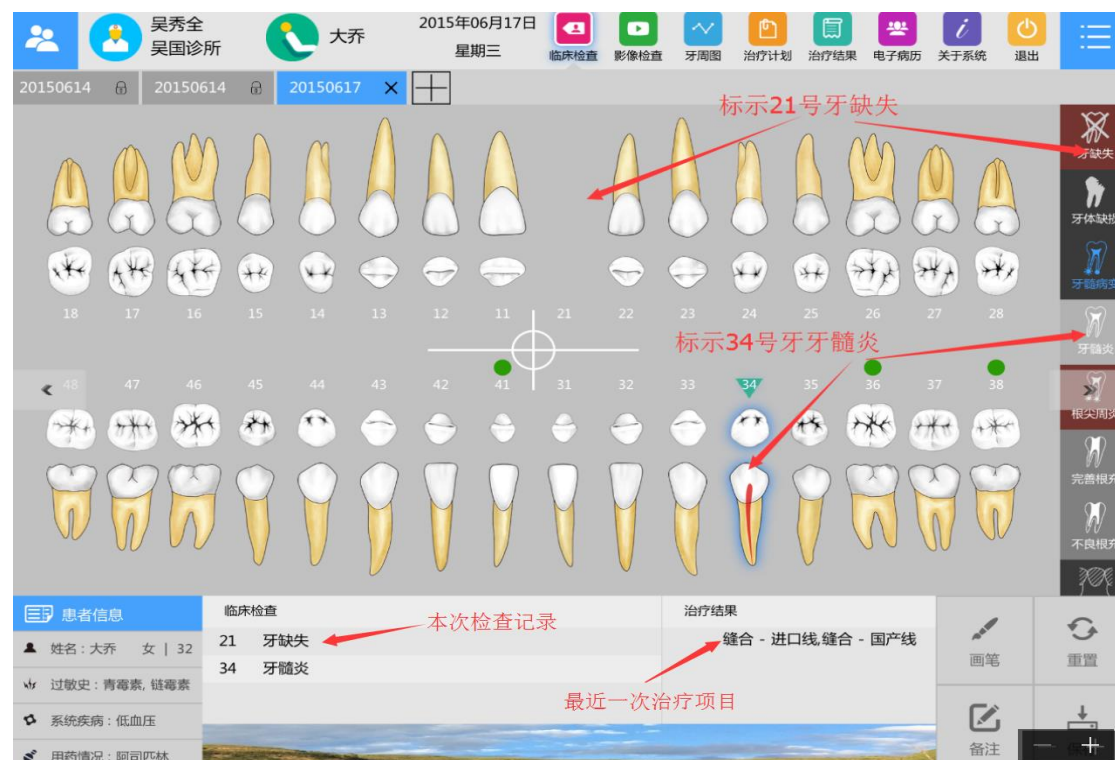 吴秀全
吴国诊所
大乔
2015年06月17日
星期三
临床检查
影像检查
牙周图
治疗计划
治疗结果
电子病历
关于系统
退出
20150614
20150614
20150617
标示21号牙缺失
牙缺失
牙体缺损
牙髓病变
18 17 16 15 14 13 12 11 21 22 23 24 25 26 27 28
标示34号牙牙髓炎
牙髓炎
48 47 46 45 44 43 42 41 31 32 33 34 35 36 37 38
根尖周炎
完善根充
不良根充
患者信息
姓名：大乔 女 | 32
过敏史：青霉素, 链霉素
系统疾病：低血压
用药情况：阿司匹林
临床检查
21 牙缺失
34 牙髓炎
本次检查记录
治疗结果
缝合 - 进口线,缝合 - 国产线
最近一次治疗项目
画笔
重置
备注